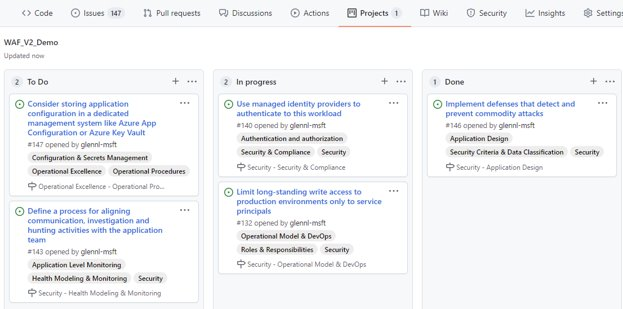 Code Issues 147 Pull requests Discussions Actions Projects 1 Wiki Security Insights Settings
WAF_V2_Demo
Updated now
2 To Do
Consider storing application
configuration in a dedicated
management system like Azure App
Configuration or Azure Key Vault
#147 opened by glennl-msft
Configuration & Secrets Management
Operational Excellence Operational Procedures
Operational Excellence - Operational Pro...
Define a process for aligning
communication, investigation and
hunting activities with the application
team
#143 opened by glennl-msft
Application Level Monitoring
Health Modeling & Monitoring Security
Security - Health Modeling & Monitoring
2 In progress
Use managed identity providers to
authenticate to this workload
#140 opened by glennl-msft
Authentication and authorization
Security & Compliance Security
Security - Security & Compliance
Limit long-standing write access to
production environments only to service
principals
#132 opened by glennl-msft
Operational Model & DevOps
Roles & Responsibilities Security
Security - Operational Model & DevOps
1 Done
Implement defenses that detect and
prevent commodity attacks
#146 opened by glennl-msft
Application Design
Security Criteria & Data Classification Security
Security - Application Design